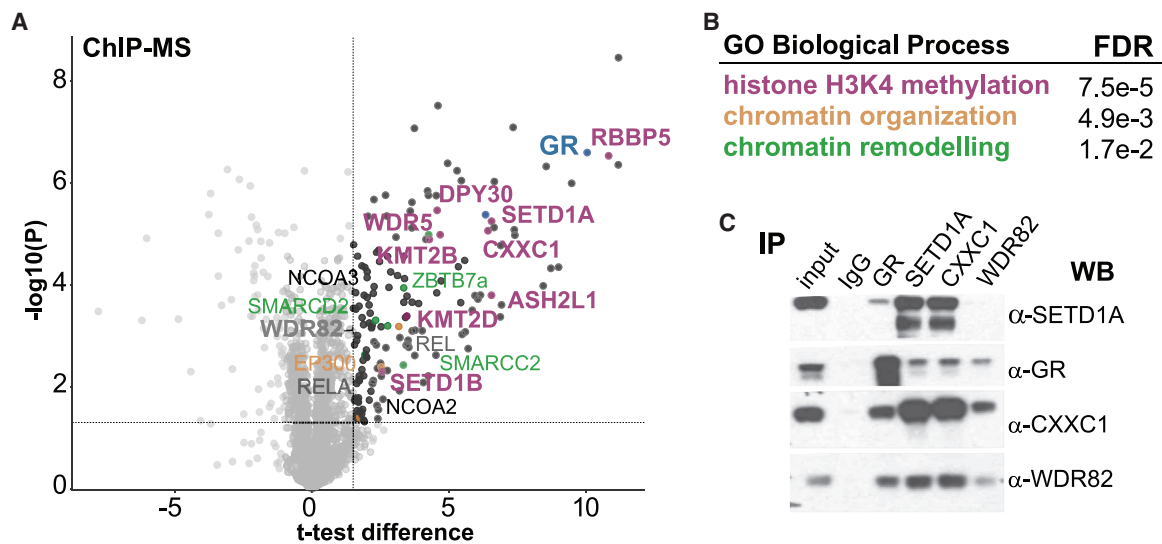 A
ChIP-MS
-log10(P)
8
6
4
2
0
-5
0
5
10
t-test difference
GR
RBBP5
DPY30
SETD1A
WDR5
CXXC1
KMT2B
NCOA3
ZBTB7a
SMARCD2
ASH2L1
WDR82
KMT2D
REL
EP300
SMARCC2
RELA
SETD1B
NCOA2
B
GO Biological Process FDR
histone H3K4 methylation 7.5e-5
chromatin organization 4.9e-3
chromatin remodelling 1.7e-2
C
IP
input
IgG
GR
SETD1A
CXXC1
WDR82
WB
α-SETD1A
α-GR
α-CXXC1
α-WDR82